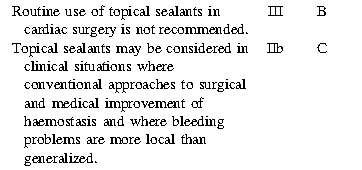 Routine use of topical sealants in III B
cardiac surgery is not recommended.
Topical sealants may be considered in IIb C
clinical situations where
conventional approaches to surgical
and medical improvement of
haemostasis and where bleeding
problems are more local than
generalized.